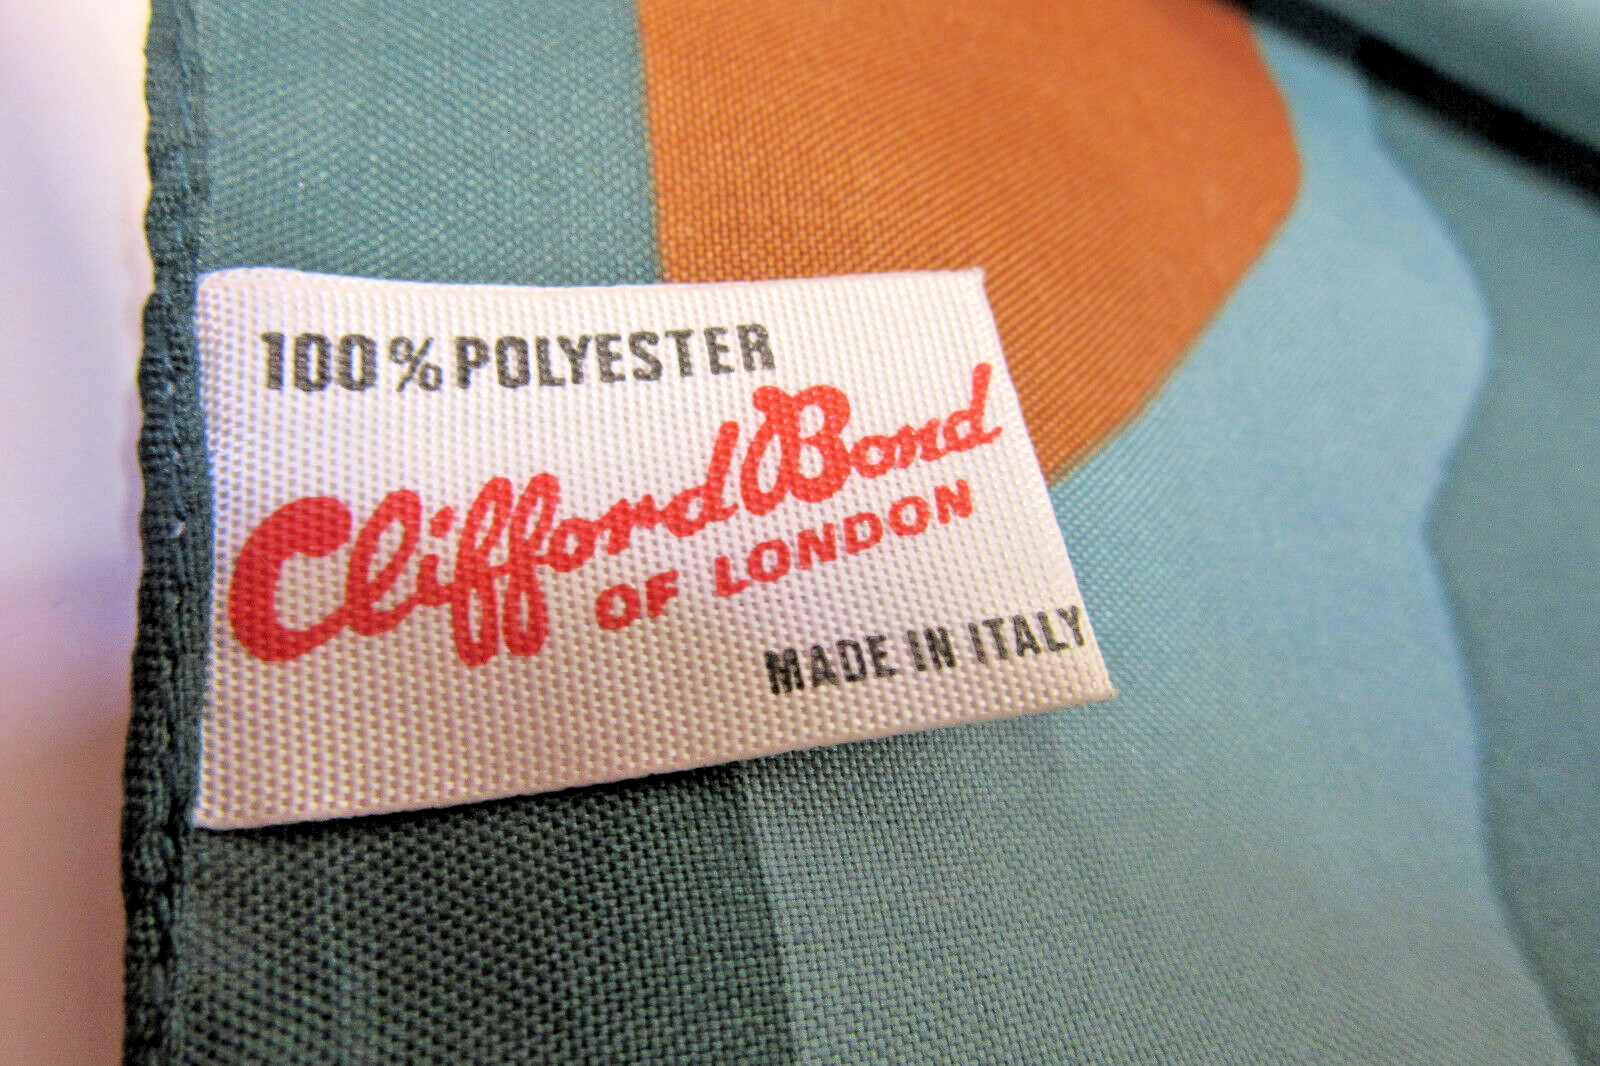 100% POLYESTER
Clifford Bond
OF LONDON
MADE IN ITALY